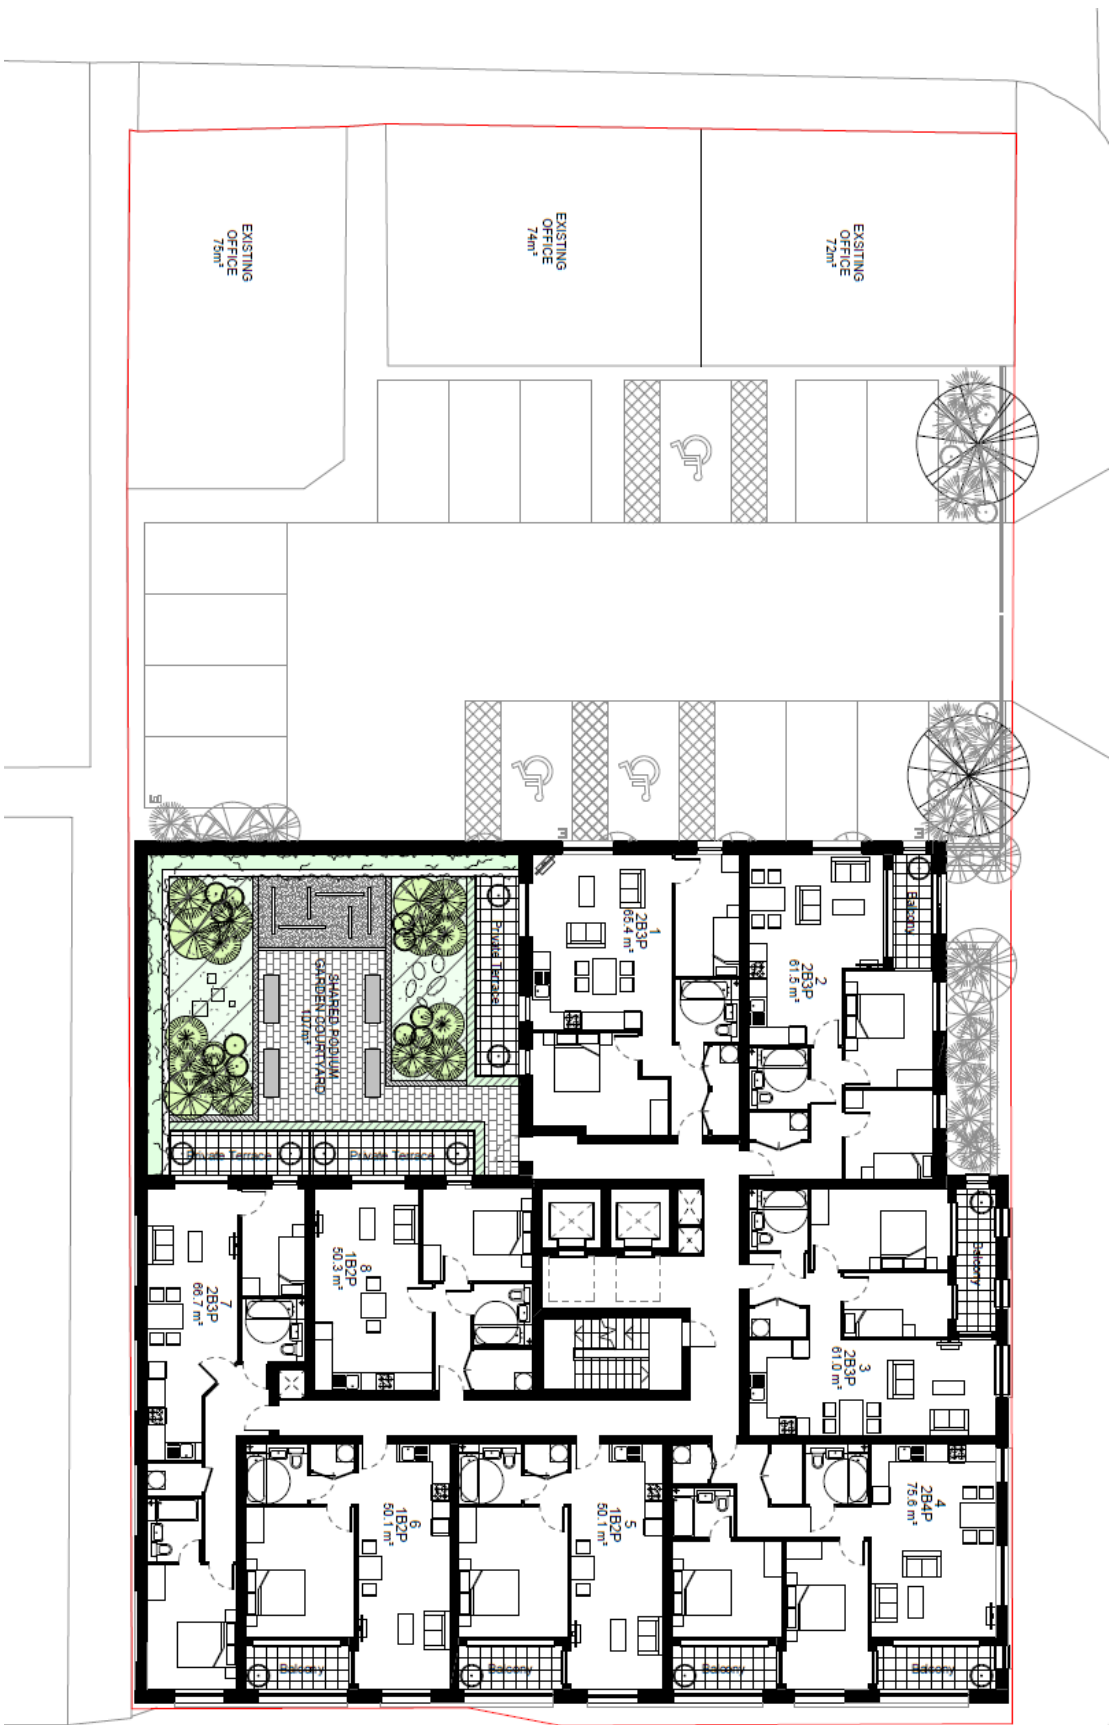 EXISTING
OFFICE
75m²
EXISTING
OFFICE
74m²
EXSITING
OFFICE
72m²
E
E
E
1
2B3P
65.4 m²
2
2B3P
61.5 m²
Balcony
Private Terrace
SHARED PODIUM
GARDEN COURTYARD
107m²
Private Terrace
Private Terrace
7
2B3P
66.7 m²
8
1B2P
50.3 m²
Balcony
3
2B3P
61.0 m²
6
1B2P
50.1 m²
5
1B2P
50.1 m²
4
2B4P
75.6 m²
Balcony
Balcony
Balcony
Balcony